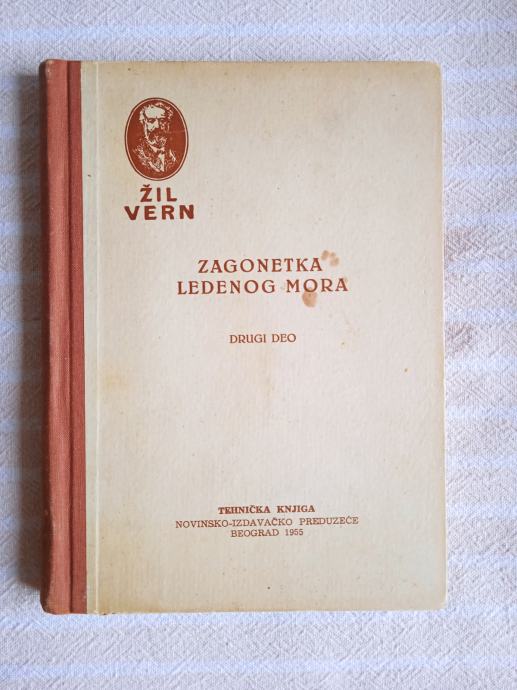 ŽIL
VERN
ZAGONETKA
LEDENOG MORA
DRUGI DEO
TEHNIČKA KNJIGA
NOVINSKO-IZDAVAČKO PREDUZEĆE
BEOGRAD 1955